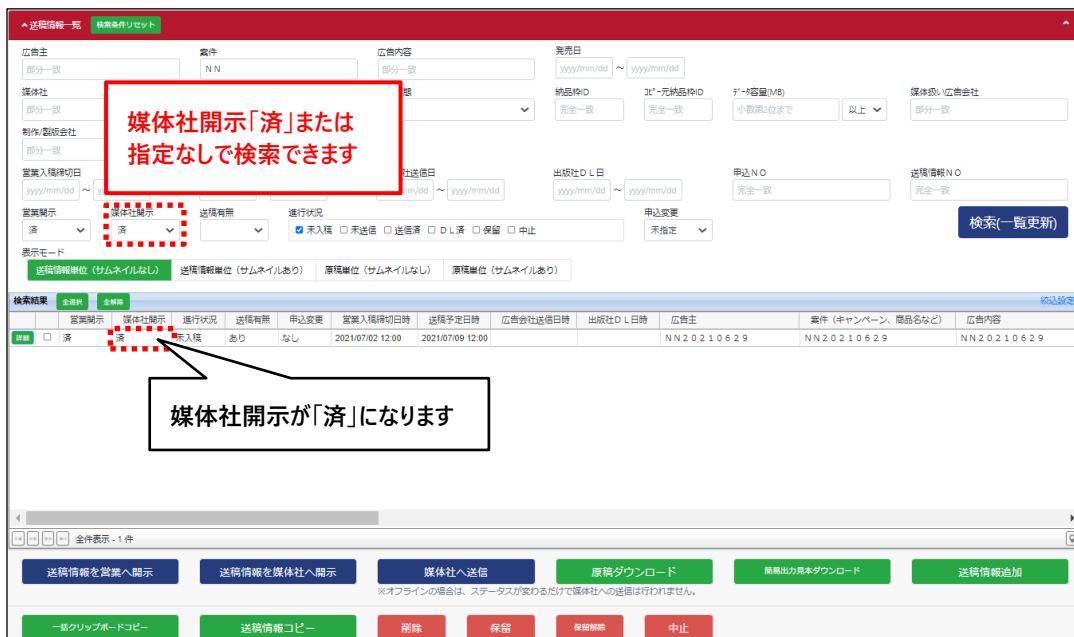 送稿情報一覧 検索条件リセット
広告主 案件 広告内容 発売日
部分一致 NN 部分一致 yyyy/mm/dd ~ yyyy/mm/dd
媒体社 態 納品枠ID ｺﾋﾟｰ元納品枠ID ﾃﾞｰﾀ容量(MB) 媒体扱い広告会社
部分一致 完全一致 完全一致 小数第2位まで 以上 部分一致
媒体社開示「済」または
指定なしで検索できます
制作/製版会社
部分一致
営業入稿締切日 社送信日 出版社ＤＬ日 申込ＮＯ 送稿情報ＮＯ
yyyy/mm/dd ~ mm/dd ~ yyyy/mm/dd yyyy/mm/dd ~ yyyy/mm/dd 完全一致 完全一致
営業開示 媒体社開示 送稿有無 進行状況 申込変更
済 済 未入稿 未送信 送信済 ＤＬ済 保留 中止 未指定 検索(一覧更新)
表示モード
送稿情報単位（サムネイルなし） 送稿情報単位（サムネイルあり） 原稿単位（サムネイルなし） 原稿単位（サムネイルあり）
検索結果 全選択 全解除 絞込設定
営業開示 媒体社開示 進行状況 送稿有無 申込変更 営業入稿締切日時 送稿予定日時 広告会社送信日時 出版社ＤＬ日時 広告主 案件（キャンペーン、商品名など） 広告内容
詳細 済 済 未入稿 あり なし 2021/07/02 12:00 2021/07/09 12:00 ＮＮ２０２１０６２９ ＮＮ２０２１０６２９ ＮＮ２０２１０６２９
媒体社開示が「済」になります
全件表示 - 1 件
送稿情報を営業へ開示 送稿情報を媒体社へ開示 媒体社へ送信 原稿ダウンロード 簡易出力見本ダウンロード 送稿情報追加
※オフラインの場合は、ステータスが変わるだけで媒体社への送信は行われません。
一括クリップボードコピー 送稿情報コピー 削除 保留 保留解除 中止